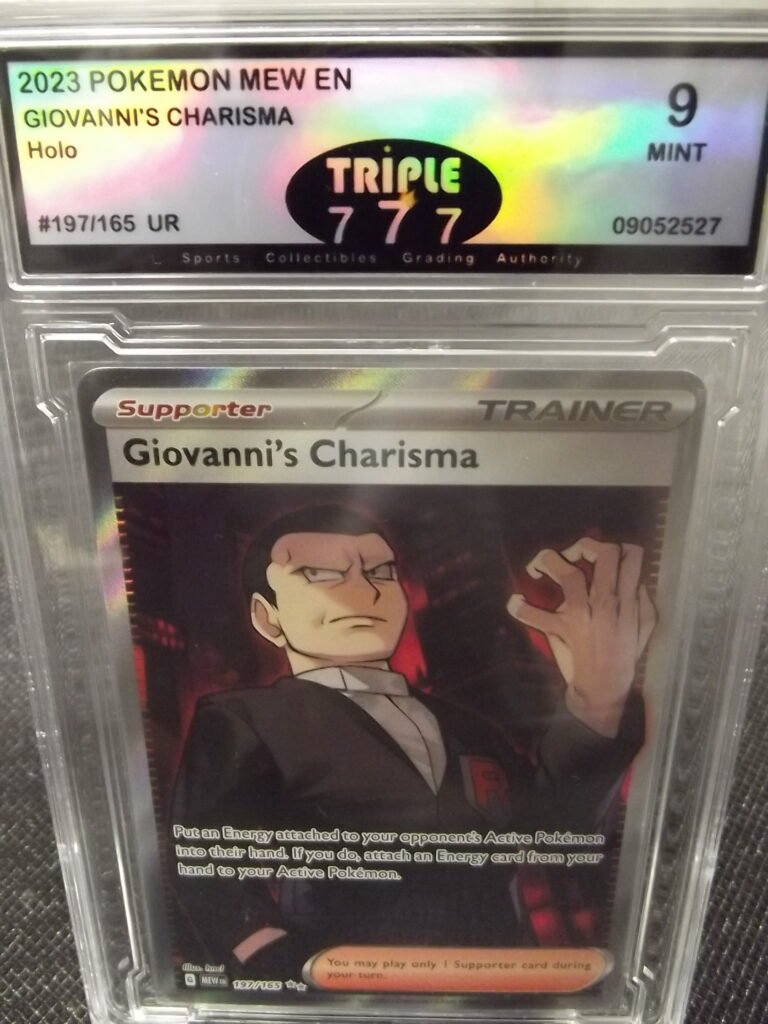 2023 POKEMON MEW EN
GIOVANNI'S CHARISMA
Holo
#197/165 UR
TRiPLE
777
9
MINT
09052527
Sports Collectibles Grading Authority
Supporter
TRAINER
Giovanni's Charisma
R
Put an Energy attached to your opponent's Active Pokémon
into their hand. If you do, attach an Energy card from your
hand to your Active Pokémon.
You may play only 1 Supporter card during
your turn.
Illus.
G MEW EN 197/165 ★★